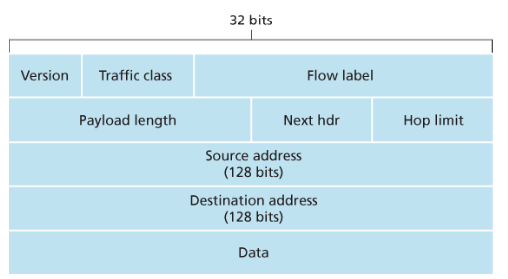 32 bits
Version Traffic class Flow label
Payload length Next hdr Hop limit
Source address
(128 bits)
Destination address
(128 bits)
Data